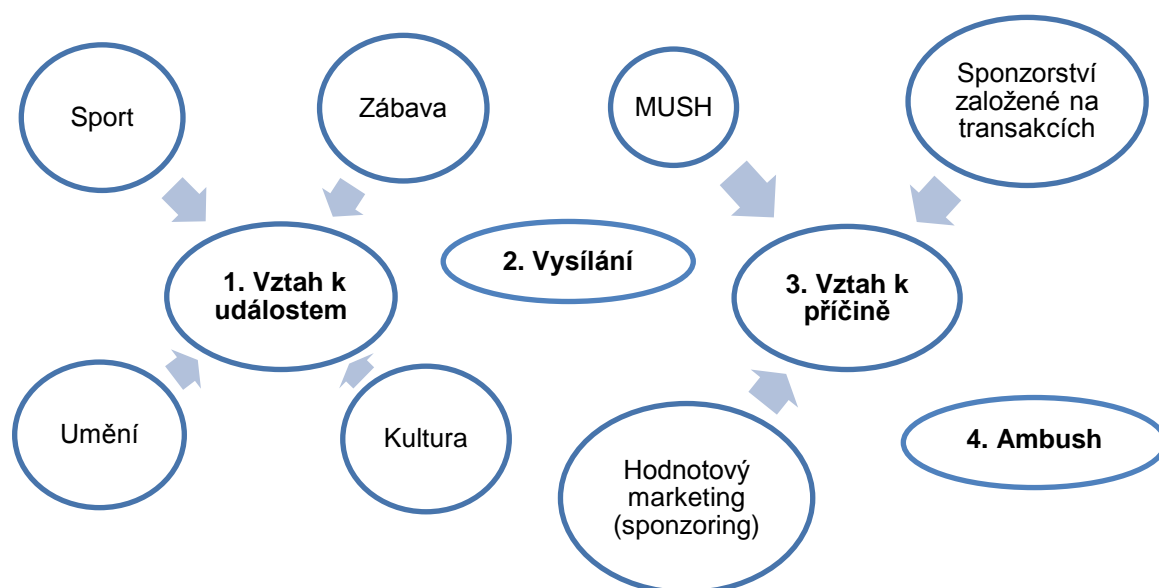 Sport
Zábava
MUSH
Sponzorství
založené na
transakcích
1. Vztah k
událostem
2. Vysílání
3. Vztah k
příčině
Umění
Kultura
Hodnotový
marketing
(sponzoring)
4. Ambush